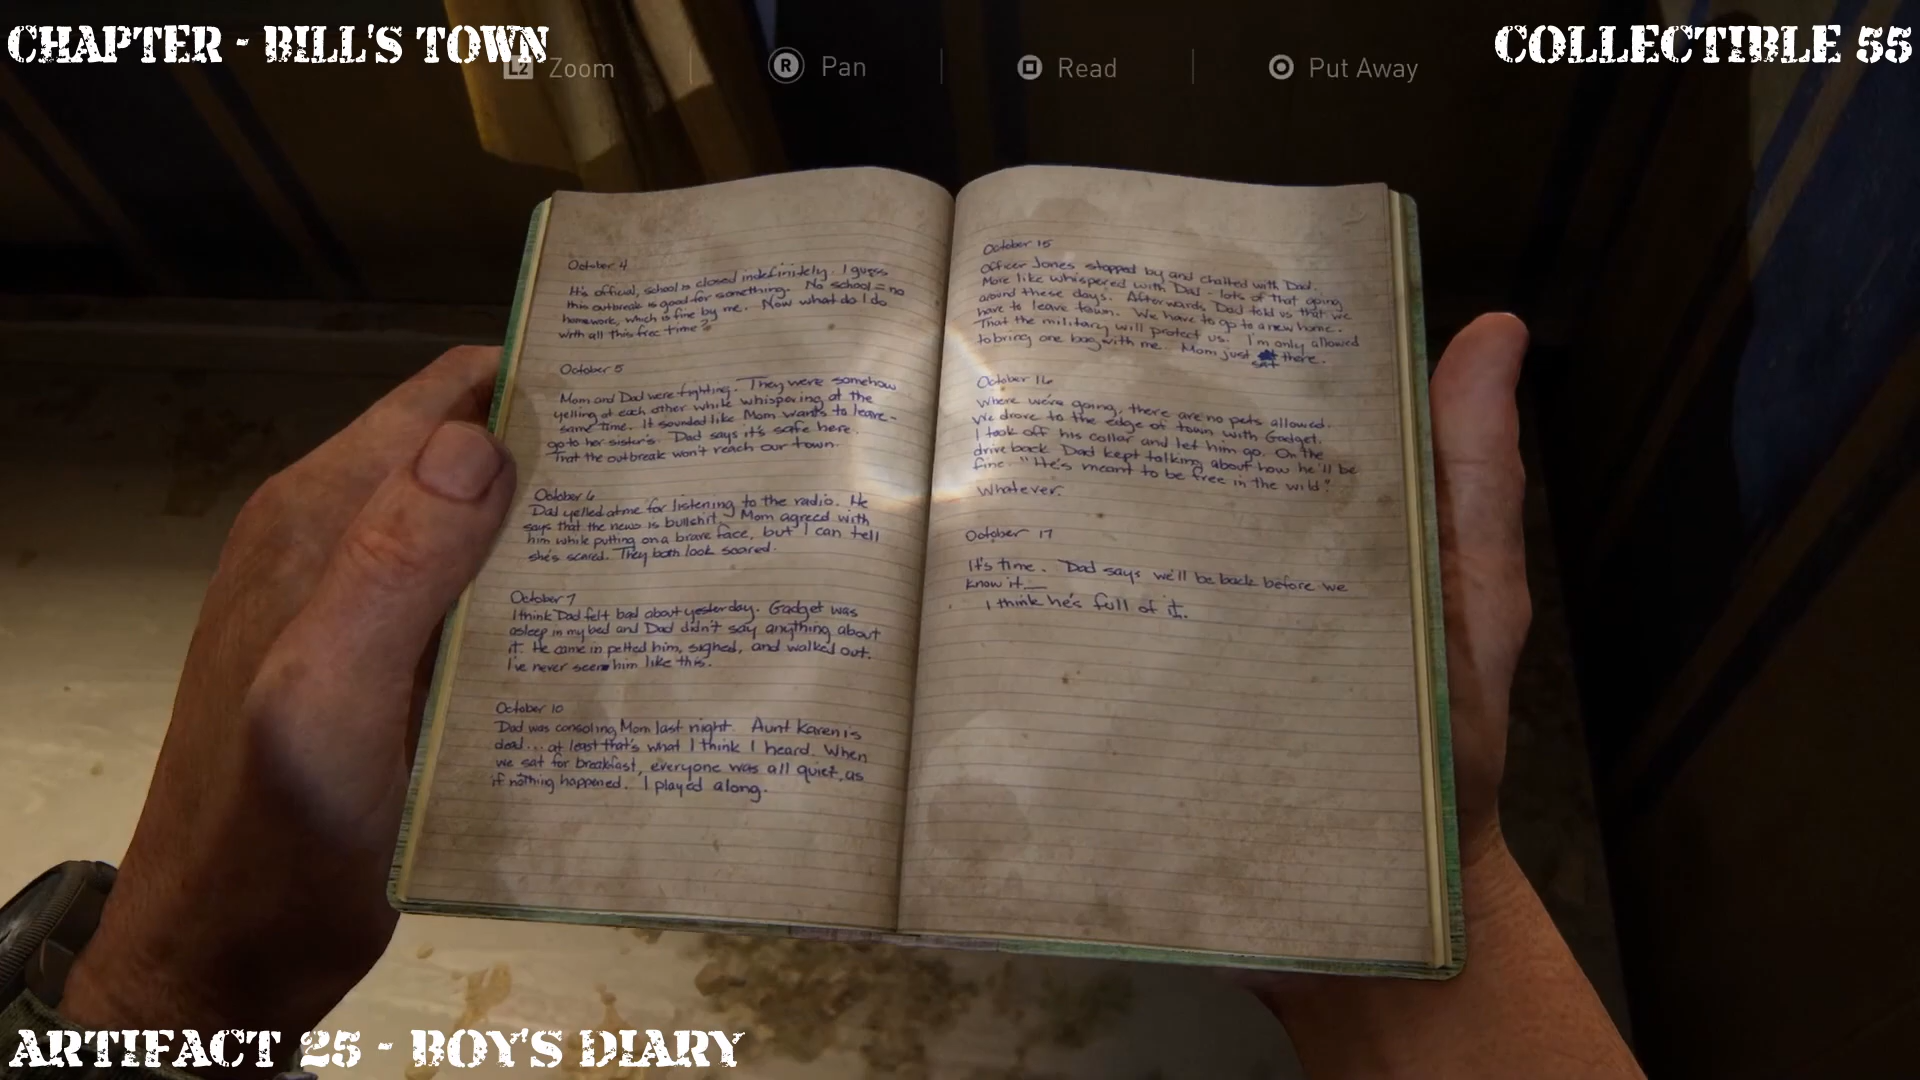 CHAPTER - BILL'S TOWN
COLLECTIBLE 55
L2 Zoom
R Pan
Read
Put Away
October 4
It's official, school is closed indefinitely. I guess
this outbreak is good for something. No school = no
homework, which is fine by me. Now what do I do
with all this free time?
October 5
Mom and Dad were fighting. They were somehow
yelling at each other while whispering at the
same time. It sounded like Mom wants to leave -
go to her sister's. Dad says it's safe here.
That the outbreak won't reach our town.
October 6
Dad yelled at me for listening to the radio. He
says that the news is bullshit. Mom agreed with
him while putting on a brave face, but I can tell
she's scared. They both look scared.
October 7
I think Dad felt bad about yesterday. Gadget was
asleep in my bed and Dad didn't say anything about
it. He came in petted him, sighed, and walked out.
I've never seen him like this.
October 10
Dad was consoling Mom last night. Aunt Karen is
dead... at least that's what I think I heard. When
we sat for breakfast, everyone was all quiet, as
if nothing happened. I played along.
October 15
Officer Jones stopped by and chatted with Dad.
More like whispered with Dad - lots of that going
around these days. Afterwards Dad told us that we
have to leave town. We have to go to a new home.
That the military will protect us. I'm only allowed
to bring one bag with me. Mom just sat there.
October 16
Where we're going, there are no pets allowed.
We drove to the edge of town with Gadget.
I took off his collar and let him go. On the
drive back Dad kept talking about how he'll be
fine. "He's meant to be free in the wild".
Whatever.
October 17
It's time. Dad says we'll be back before we
know it
I think he's full of it.
ARTIFACT 25 - BOY'S DIARY